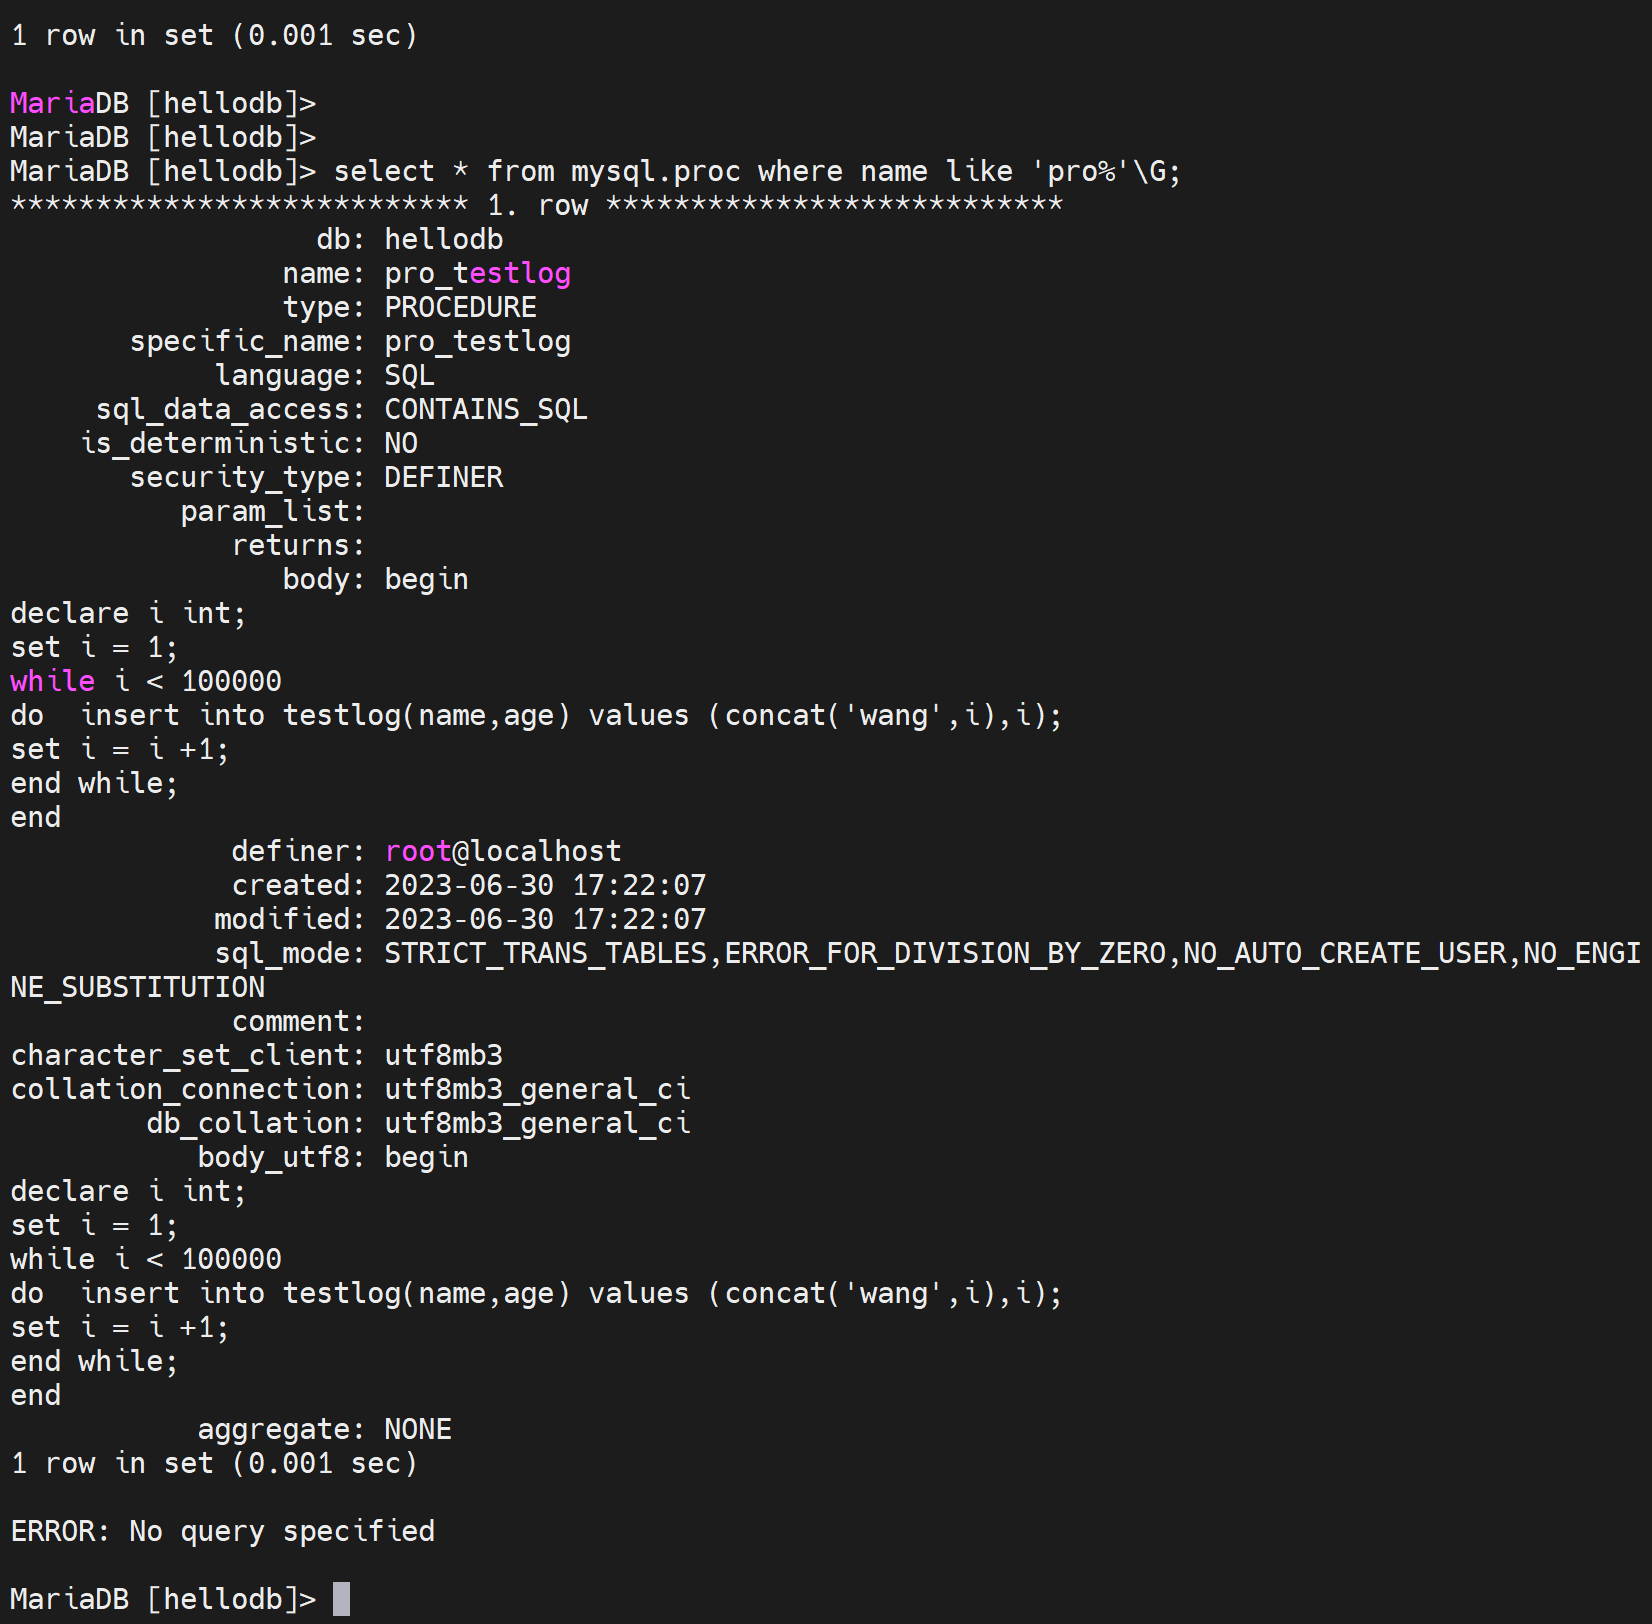 1 row in set (0.001 sec)
MariaDB [hellodb]>
MariaDB [hellodb]>
MariaDB [hellodb]> select * from mysql.proc where name like 'pro%'\G;
*************************** 1. row ***************************
db: hellodb
name: pro_testlog
type: PROCEDURE
specific_name: pro_testlog
language: SQL
sql_data_access: CONTAINS_SQL
is_deterministic: NO
security_type: DEFINER
param_list:
returns:
body: begin
declare i int;
set i = 1;
while i < 100000
do  insert into testlog(name,age) values (concat('wang',i),i);
set i = i +1;
end while;
end
definer: root@localhost
created: 2023-06-30 17:22:07
modified: 2023-06-30 17:22:07
sql_mode: STRICT_TRANS_TABLES,ERROR_FOR_DIVISION_BY_ZERO,NO_AUTO_CREATE_USER,NO_ENGI
NE_SUBSTITUTION
comment:
character_set_client: utf8mb3
collation_connection: utf8mb3_general_ci
db_collation: utf8mb3_general_ci
body_utf8: begin
declare i int;
set i = 1;
while i < 100000
do  insert into testlog(name,age) values (concat('wang',i),i);
set i = i +1;
end while;
end
aggregate: NONE
1 row in set (0.001 sec)
ERROR: No query specified
MariaDB [hellodb]>